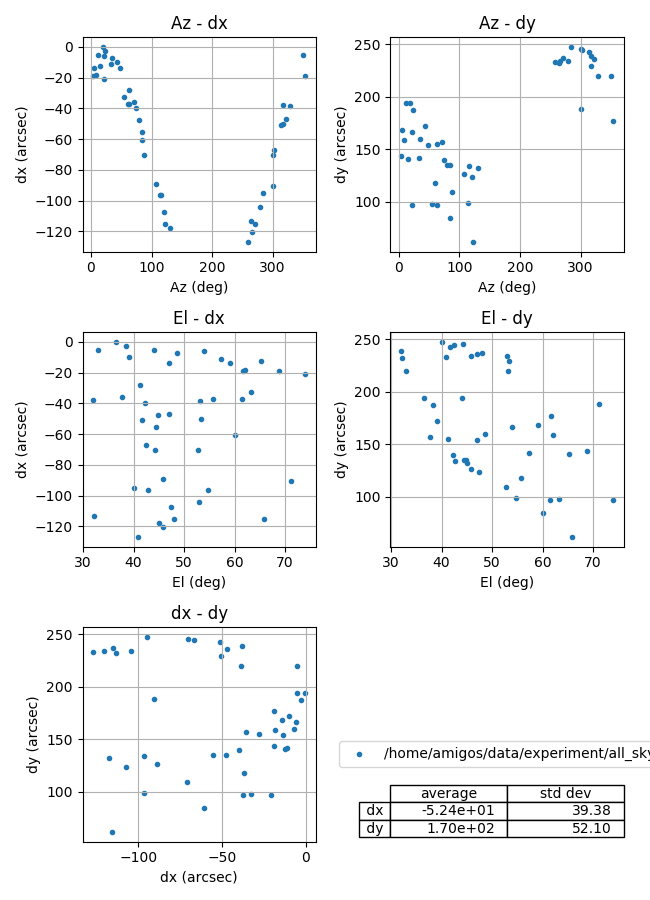 Az - dx
dx (arcsec)
0
−20
−40
−60
−80
−100
−120
0 100 200 300
Az (deg)
Az - dy
dy (arcsec)
250
200
150
100
0 100 200 300
Az (deg)
El - dx
dx (arcsec)
0
−20
−40
−60
−80
−100
−120
30 40 50 60 70
El (deg)
El - dy
dy (arcsec)
250
200
150
100
30 40 50 60 70
El (deg)
dx - dy
dy (arcsec)
250
200
150
100
−100 −50 0
dx (arcsec)
/home/amigos/data/experiment/all_sky
average std dev
dx -5.24e+01 39.38
dy 1.70e+02 52.10